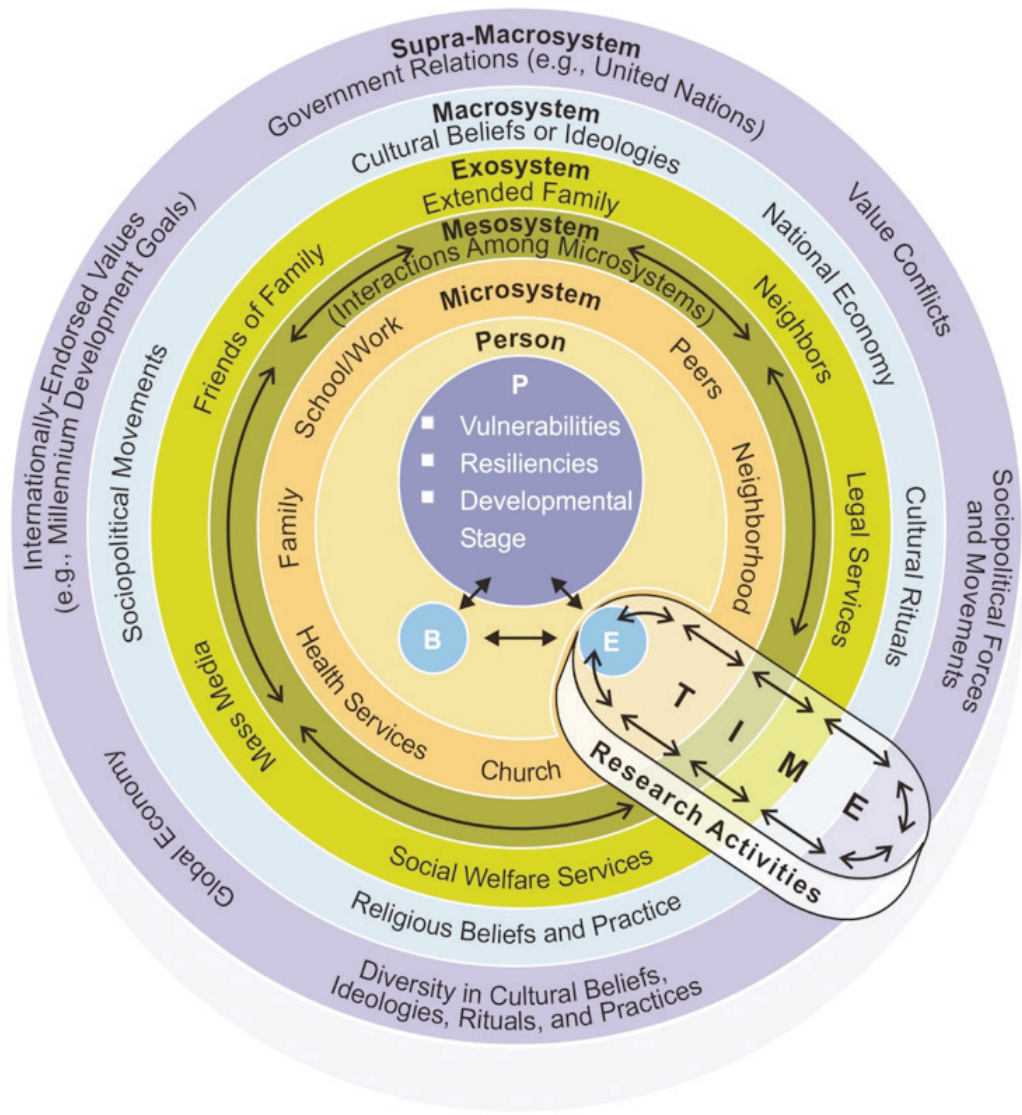 Supra-Macrosystem
Government Relations (e.g., United Nations)
Value Conflicts
Sociopolitical Forces
and Movements
Diversity in Cultural Beliefs,
Ideologies, Rituals, and Practices
Global Economy
Internationally-Endorsed Values
(e.g., Millennium Development Goals)
Macrosystem
Cultural Beliefs or Ideologies
National Economy
Cultural Rituals
Religious Beliefs and Practice
Sociopolitical Movements
Exosystem
Extended Family
Neighbors
Legal Services
Social Welfare Services
Mass Media
Friends of Family
Mesosystem
(Interactions Among Microsystems)
Microsystem
Peers
Neighborhood
Church
Health Services
Family
School/Work
Person
P
Vulnerabilities
Resiliencies
Developmental
Stage
B
E
T I M E
Research Activities